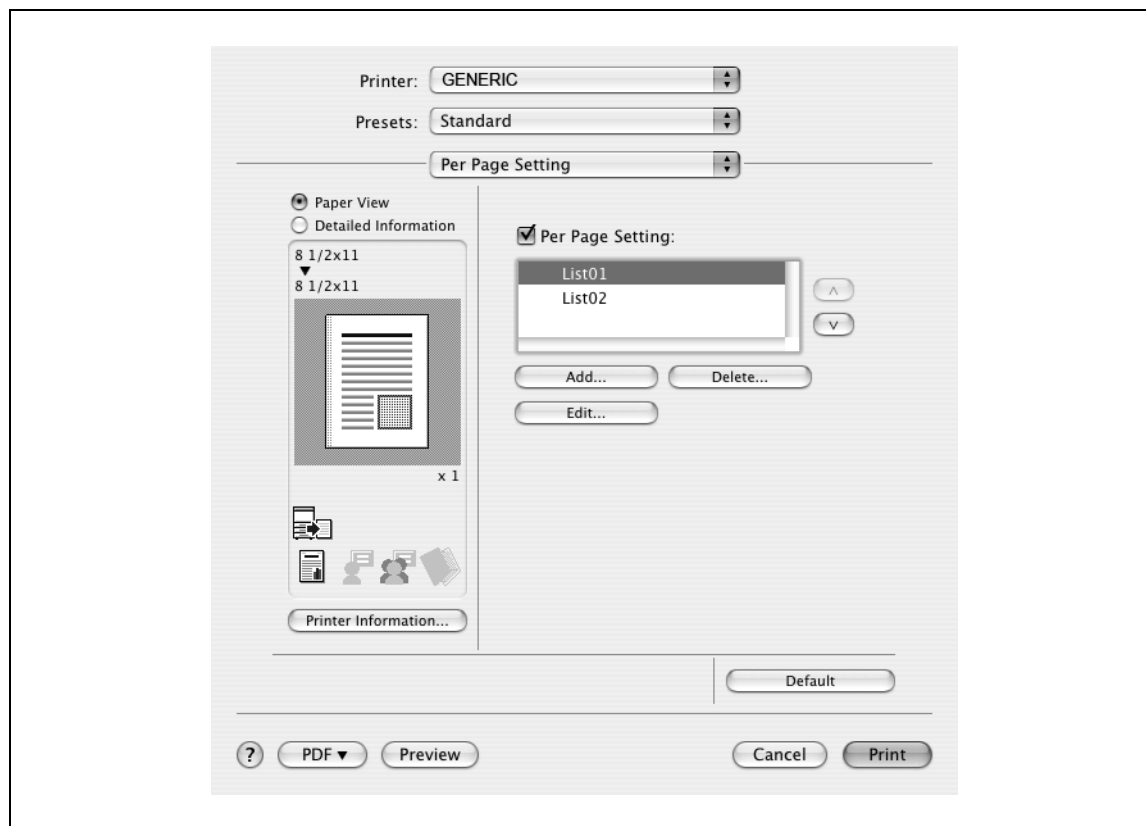 Printer: GENERIC
Presets: Standard
Per Page Setting
Paper View
Detailed Information
8 1/2x11
8 1/2x11
x 1
Printer Information...
Per Page Setting:
List01
List02
Add... Delete...
Edit...
Default
? PDF Preview Cancel Print